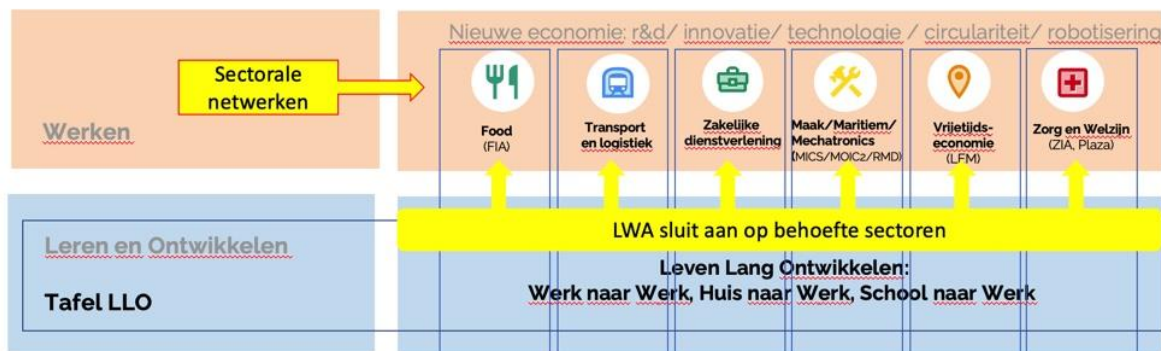 Nieuwe economie: r&d/ innovatie/ technologie / circulariteit/ robotisering
Sectorale
netwerken
Werken
Food
(FIA)
Transport
en logistiek
Zakelijke
dienstverlening
Maak/Maritiem/
Mechatronics
(MICS/MOIC2/RMD)
Vrijetijds-
economie
(LFM)
Zorg en Welzijn
(ZIA, Plaza)
LWA sluit aan op behoefte sectoren
Leren en Ontwikkelen
Tafel LLO
Leven Lang Ontwikkelen:
Werk naar Werk, Huis naar Werk, School naar Werk